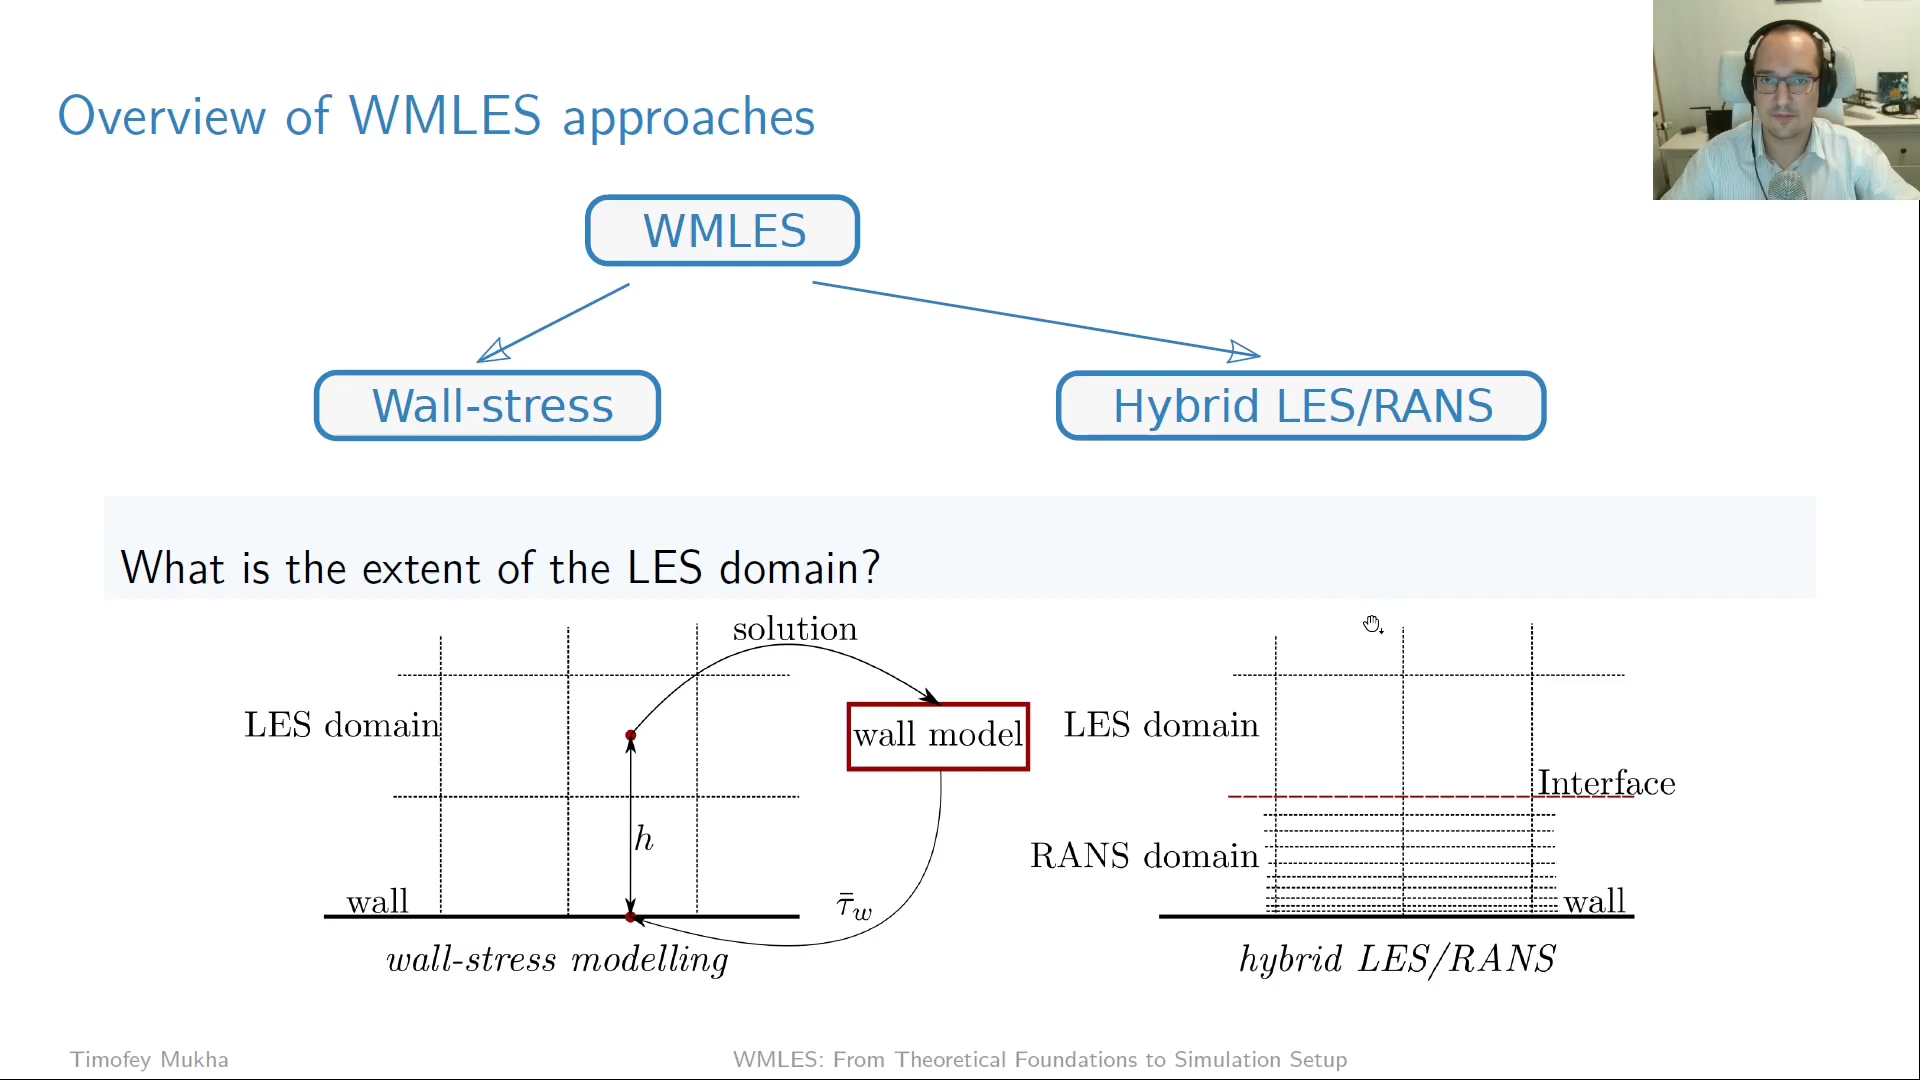 Overview of WMLES approaches
WMLES
Wall-stress
Hybrid LES/RANS
What is the extent of the LES domain?
solution
LES domain
wall model
h
wall
τ̄_w
wall-stress modelling
LES domain
Interface
RANS domain
wall
hybrid LES/RANS
Timofey Mukha
WMLES: From Theoretical Foundations to Simulation Setup